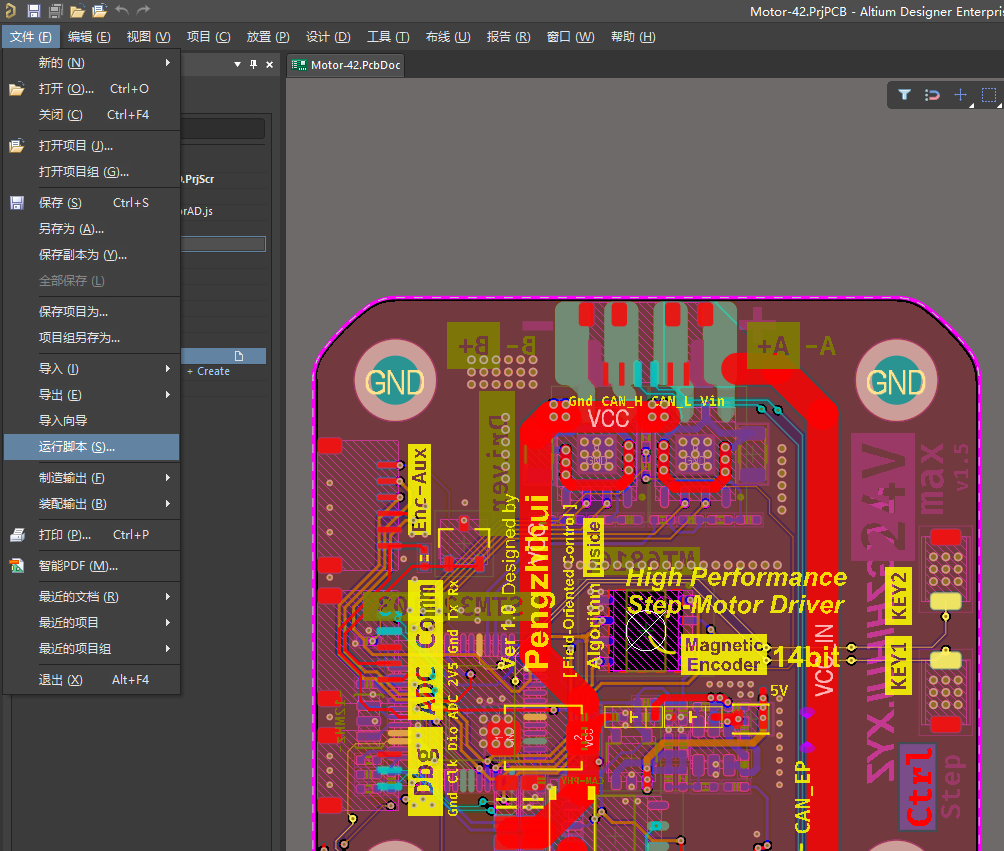 Motor-42.PrjPCB - Altium Designer Enterpris
文件 (F) 编辑 (E) 视图 (V) 项目 (C) 放置 (P) 设计 (D) 工具 (T) 布线 (U) 报告 (R) 窗口 (W) 帮助 (H)
新的 (N)
打开 (O)... Ctrl+O
关闭 (C) Ctrl+F4
打开项目 (J)...
打开项目组 (G)...
保存 (S) Ctrl+S
另存为 (A)...
保存副本为 (Y)...
全部保存 (L)
保存项目为...
项目组另存为...
导入 (I)
导出 (E)
导入向导
运行脚本 (S)...
制造输出 (F)
装配输出 (B)
打印 (P)... Ctrl+P
智能PDF (M)...
最近的文档 (R)
最近的项目
最近的项目组
退出 (X) Alt+F4
.PrjScr
rAD.js
+ Create
Motor-42.PcbDoc
B+ B- A+ A-
GND
GND
Gnd CAN_H CAN_L Vin
VCC
Driver
Enc-Aux
24+V
max
v1.5
Ver 1.0 Designed by
Pengzhihui
[ Field-Oriented Control ]
Algorithm Inside
High Performance
Step-Motor Driver
Magnetic
Encoder
14bit
VCC_IN
KEY2
KEY1
5V
Dbg ADC Comm
Gnd Clk Dio ADC 2V5 Gnd Tx Rx
12MHz
VCC
CAN_EP
Ctrl
Step